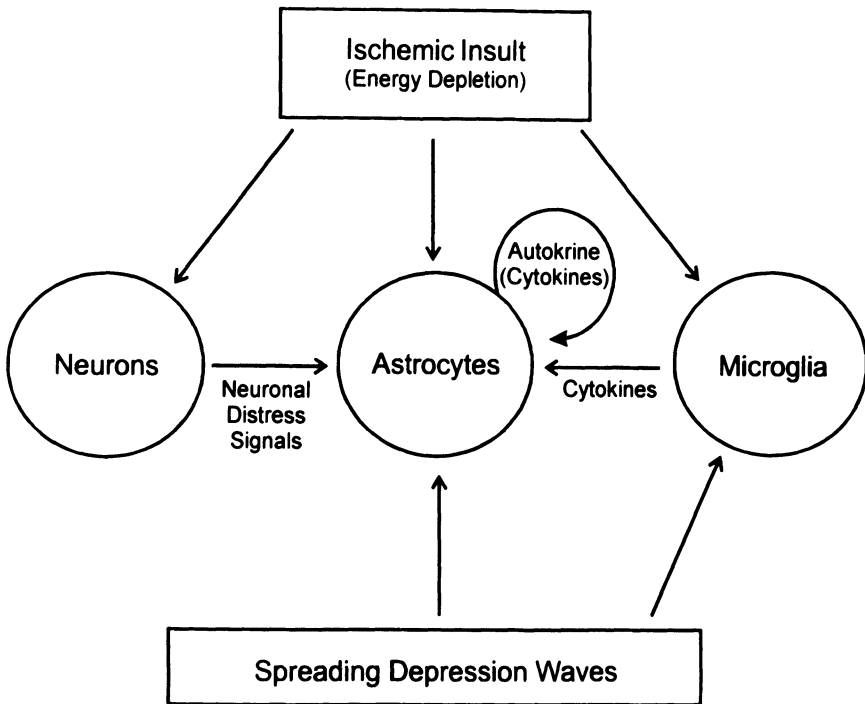 Ischemic Insult
(Energy Depletion)
Autokrine
(Cytokines)
Neurons
Astrocytes
Microglia
Neuronal
Distress
Signals
Cytokines
Spreading Depression Waves